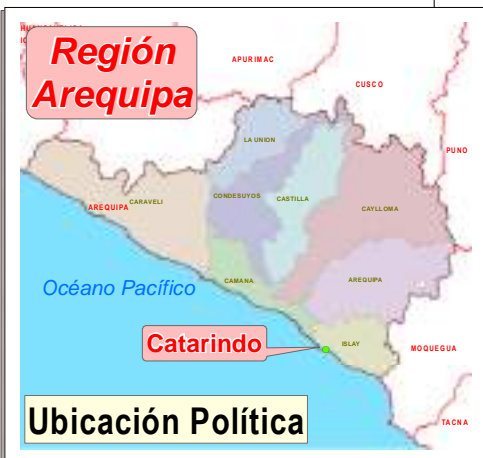 Región
Arequipa
APURIMAC
CUSCO
PUNO
LA UNION
CONDESUYOS
CASTILLA
CARAVELI
AREQUIPA
CAYLLOMA
CAMANA
AREQUIPA
Océano Pacífico
Catarindo
ISLAY
MOQUEGUA
Ubicación Política
TACNA